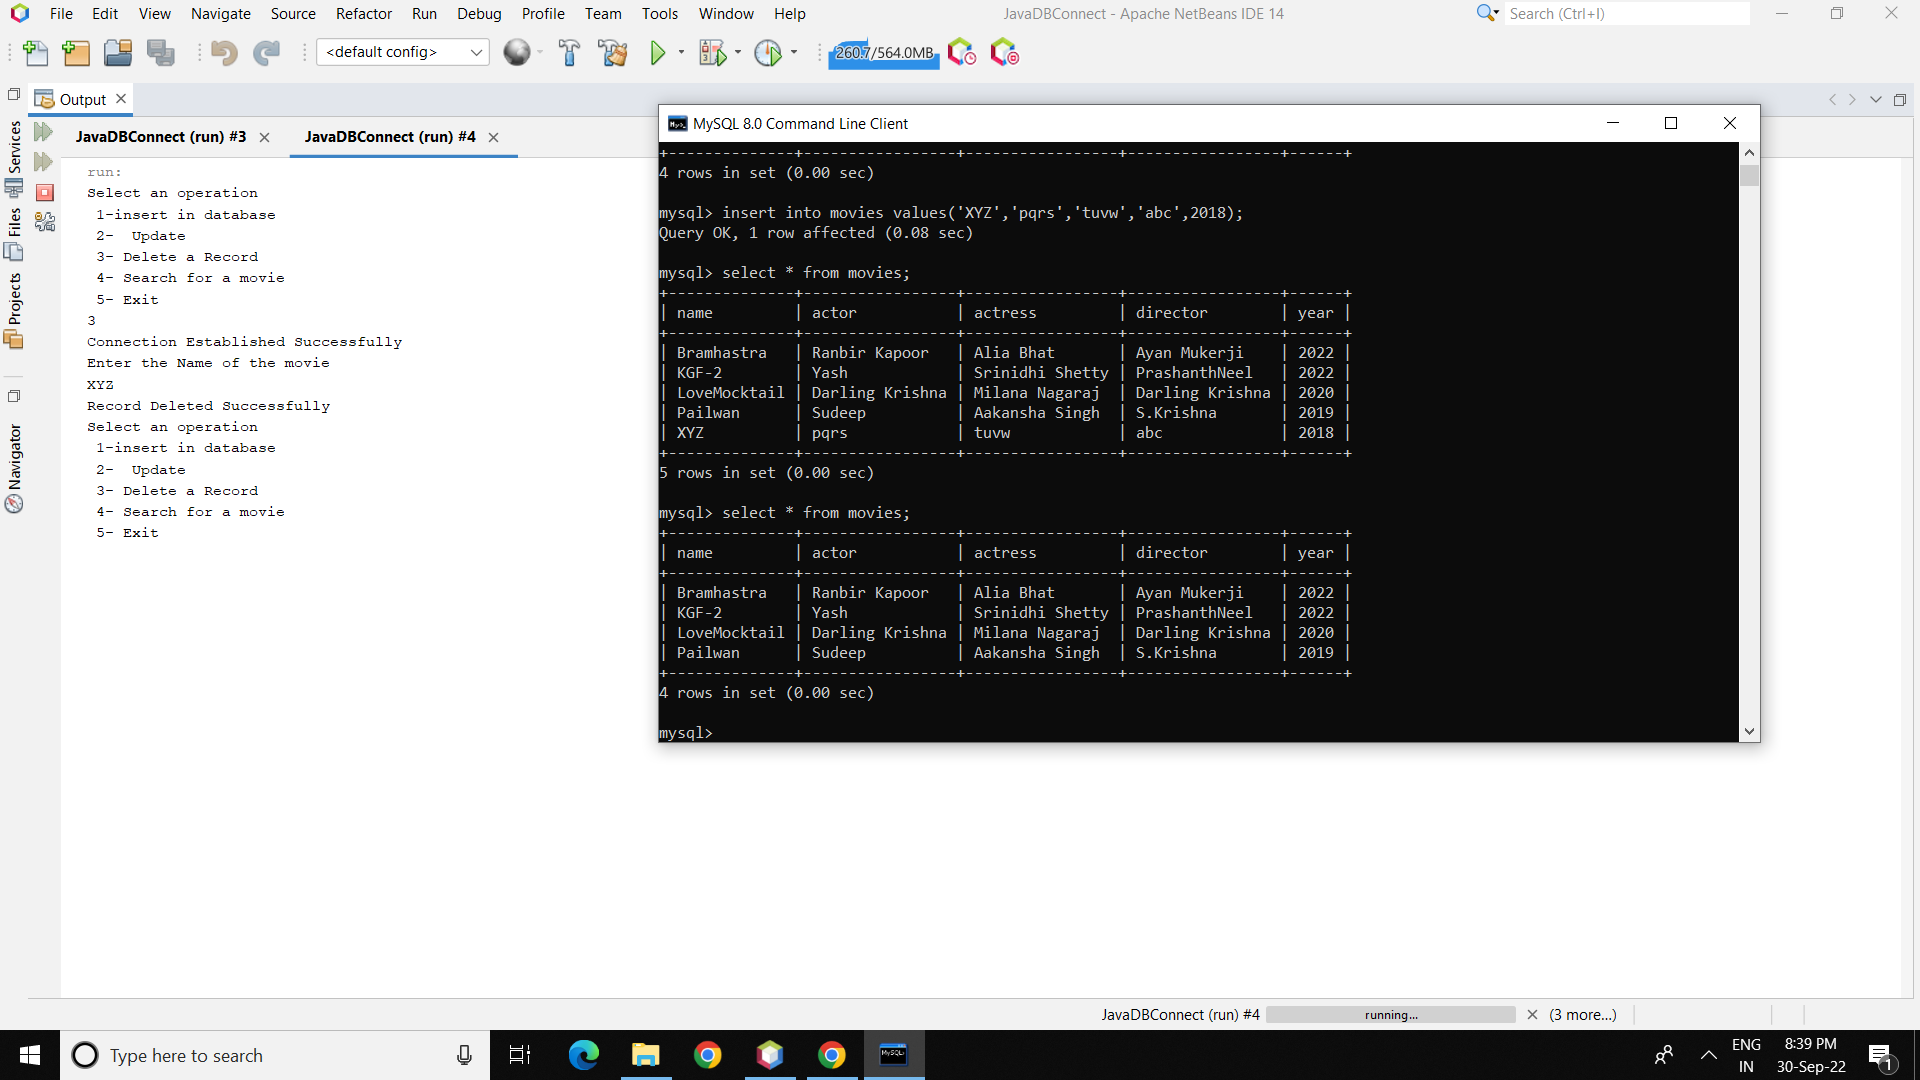 File Edit View Navigate Source Refactor Run Debug Profile Team Tools Window Help
JavaDBConnect - Apache NetBeans IDE 14
Search (Ctrl+I)
<default config>
260.7/564.0MB
Output
JavaDBConnect (run) #3
JavaDBConnect (run) #4
Services
Files
Projects
Navigator
run:
Select an operation
1-insert in database
2-  Update
3- Delete a Record
4- Search for a movie
5- Exit
3
Connection Established Successfully
Enter the Name of the movie
XYZ
Record Deleted Successfully
Select an operation
1-insert in database
2-  Update
3- Delete a Record
4- Search for a movie
5- Exit
MySQL 8.0 Command Line Client
+--------------+-----------------+-----------------+-----------------+------+
4 rows in set (0.00 sec)
mysql> insert into movies values('XYZ','pqrs','tuvw','abc',2018);
Query OK, 1 row affected (0.08 sec)
mysql> select * from movies;
+--------------+-----------------+-----------------+-----------------+------+
| name         | actor           | actress         | director        | year |
+--------------+-----------------+-----------------+-----------------+------+
| Bramhastra   | Ranbir Kapoor   | Alia Bhat       | Ayan Mukerji    | 2022 |
| KGF-2        | Yash            | Srinidhi Shetty | PrashanthNeel   | 2022 |
| LoveMocktail | Darling Krishna | Milana Nagaraj  | Darling Krishna | 2020 |
| Pailwan      | Sudeep          | Aakansha Singh  | S.Krishna       | 2019 |
| XYZ          | pqrs            | tuvw            | abc             | 2018 |
+--------------+-----------------+-----------------+-----------------+------+
5 rows in set (0.00 sec)
mysql> select * from movies;
+--------------+-----------------+-----------------+-----------------+------+
| name         | actor           | actress         | director        | year |
+--------------+-----------------+-----------------+-----------------+------+
| Bramhastra   | Ranbir Kapoor   | Alia Bhat       | Ayan Mukerji    | 2022 |
| KGF-2        | Yash            | Srinidhi Shetty | PrashanthNeel   | 2022 |
| LoveMocktail | Darling Krishna | Milana Nagaraj  | Darling Krishna | 2020 |
| Pailwan      | Sudeep          | Aakansha Singh  | S.Krishna       | 2019 |
+--------------+-----------------+-----------------+-----------------+------+
4 rows in set (0.00 sec)
mysql>
JavaDBConnect (run) #4
running...
(3 more...)
Type here to search
ENG
IN
8:39 PM
30-Sep-22
1